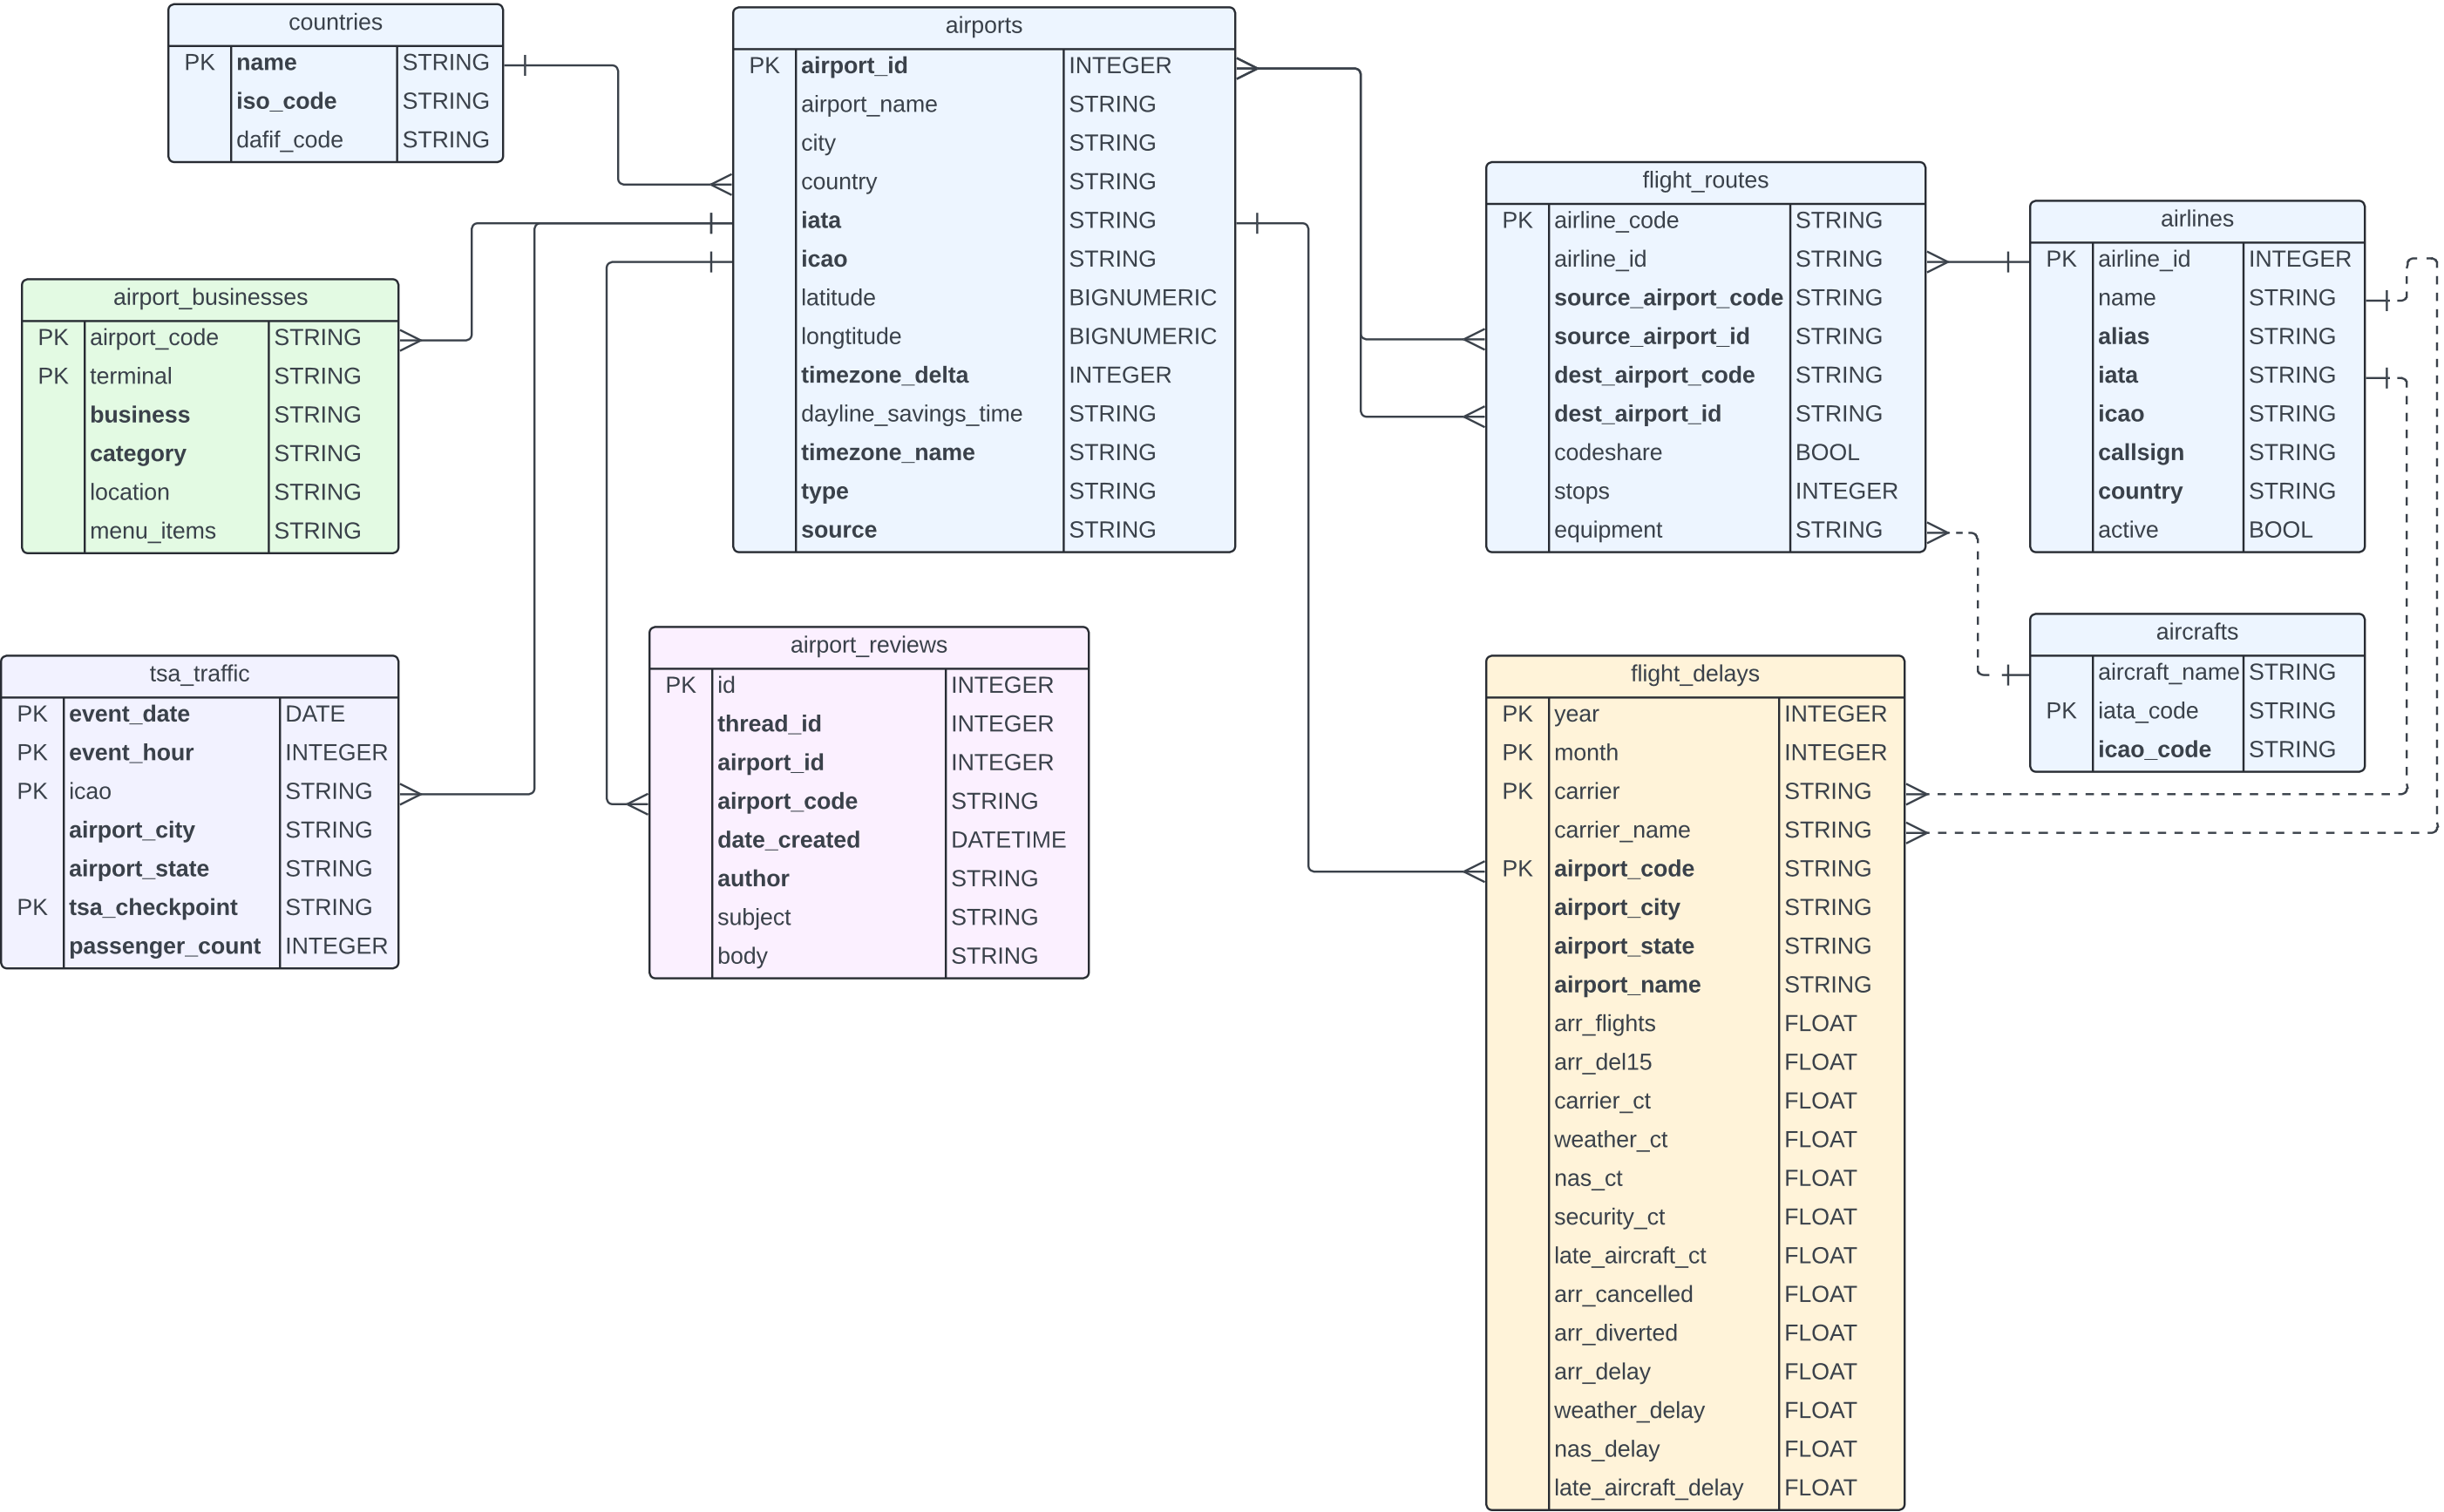 countries
PK name STRING
iso_code STRING
dafif_code STRING
airports
PK airport_id INTEGER
airport_name STRING
city STRING
country STRING
iata STRING
icao STRING
latitude BIGNUMERIC
longtitude BIGNUMERIC
timezone_delta INTEGER
dayline_savings_time STRING
timezone_name STRING
type STRING
source STRING
flight_routes
PK airline_code STRING
airline_id STRING
source_airport_code STRING
source_airport_id STRING
dest_airport_code STRING
dest_airport_id STRING
codeshare BOOL
stops INTEGER
equipment STRING
airlines
PK airline_id INTEGER
name STRING
alias STRING
iata STRING
icao STRING
callsign STRING
country STRING
active BOOL
airport_businesses
PK airport_code STRING
PK terminal STRING
business STRING
category STRING
location STRING
menu_items STRING
tsa_traffic
PK event_date DATE
PK event_hour INTEGER
PK icao STRING
airport_city STRING
airport_state STRING
PK tsa_checkpoint STRING
passenger_count INTEGER
airport_reviews
PK id INTEGER
thread_id INTEGER
airport_id INTEGER
airport_code STRING
date_created DATETIME
author STRING
subject STRING
body STRING
flight_delays
PK year INTEGER
PK month INTEGER
PK carrier STRING
carrier_name STRING
PK airport_code STRING
airport_city STRING
airport_state STRING
airport_name STRING
arr_flights FLOAT
arr_del15 FLOAT
carrier_ct FLOAT
weather_ct FLOAT
nas_ct FLOAT
security_ct FLOAT
late_aircraft_ct FLOAT
arr_cancelled FLOAT
arr_diverted FLOAT
arr_delay FLOAT
weather_delay FLOAT
nas_delay FLOAT
late_aircraft_delay FLOAT
aircrafts
aircraft_name STRING
PK iata_code STRING
icao_code STRING